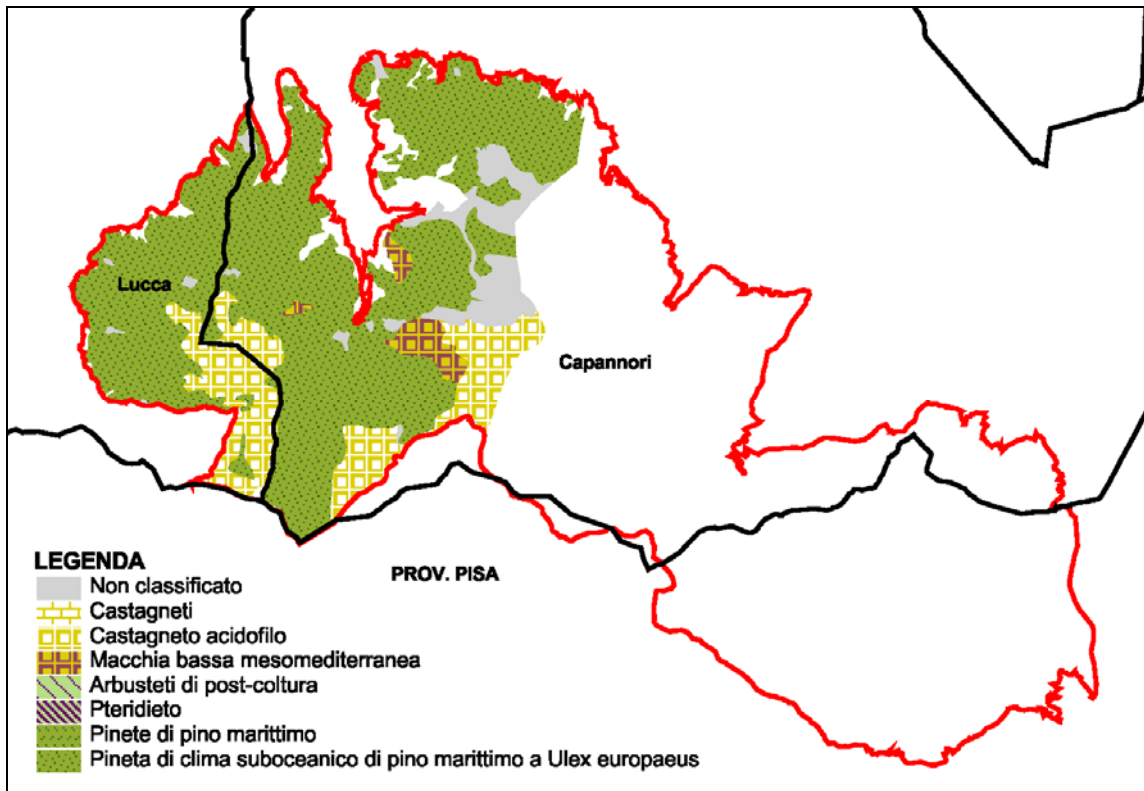 Lucca
Capannori
PROV. PISA
LEGENDA
Non classificato
Castagneti
Castagneto acidofilo
Macchia bassa mesomediterranea
Arbusteti di post-coltura
Pteridieto
Pinete di pino marittimo
Pineta di clima suboceanico di pino marittimo a Ulex europaeus